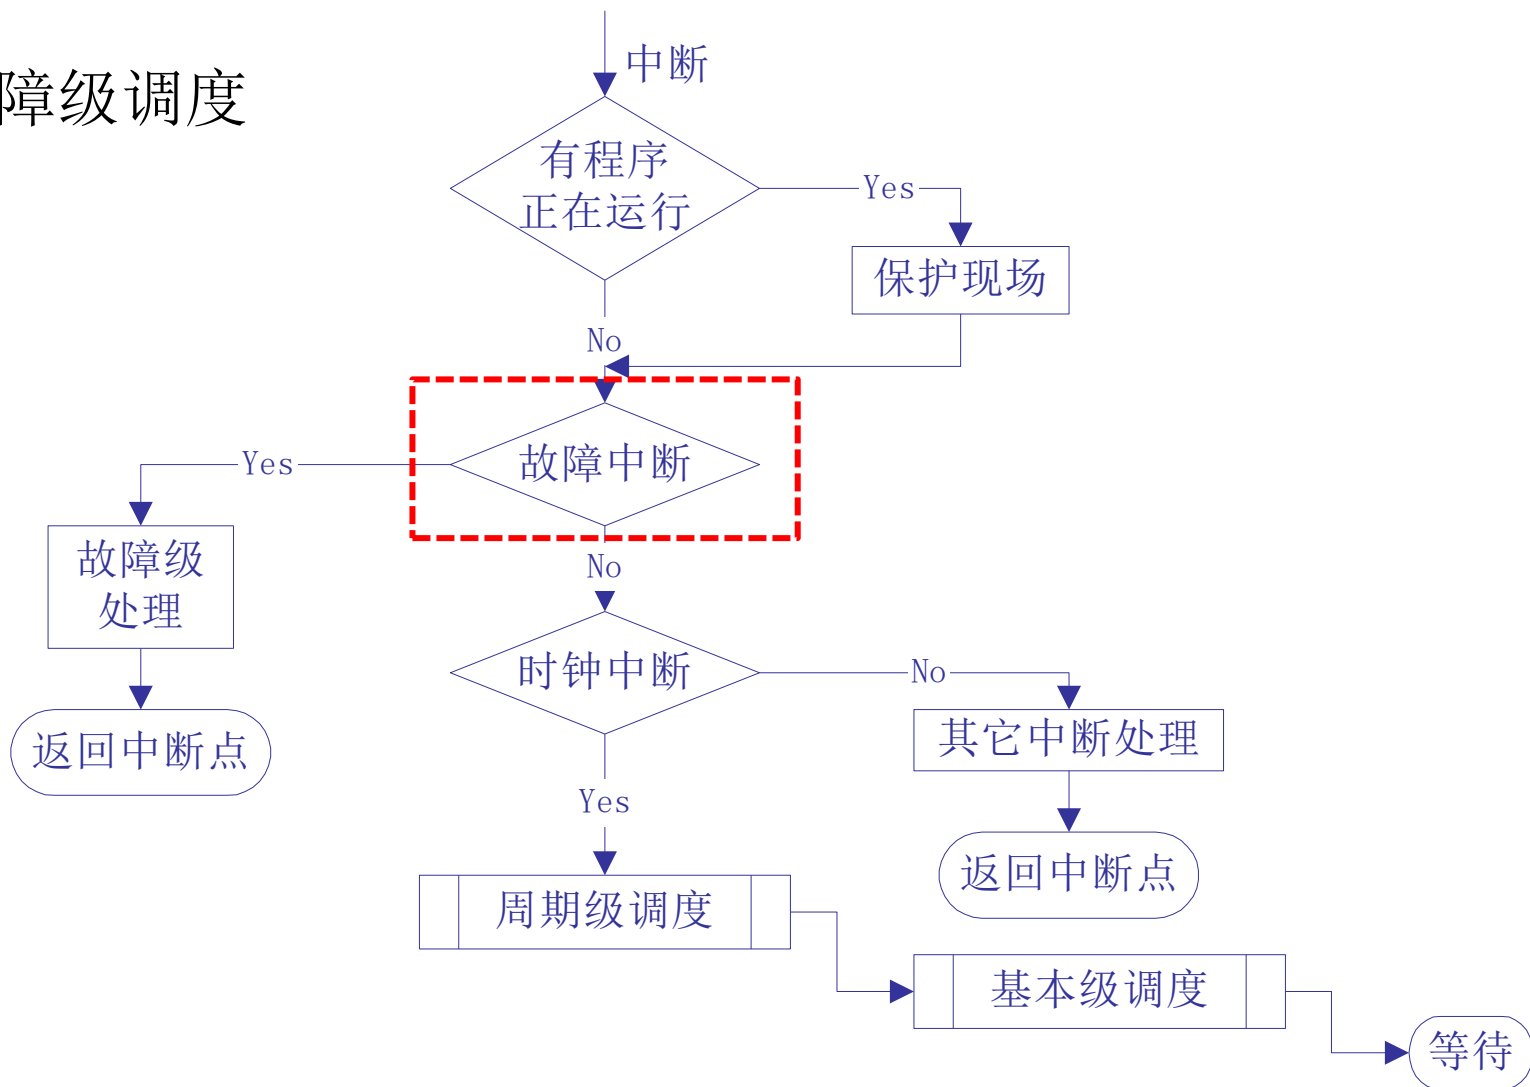 中断
障级调度
有程序
正在运行
Yes
保护现场
No
故障中断
Yes
故障级
处理
No
时钟中断
No
返回中断点
其它中断处理
Yes
返回中断点
周期级调度
基本级调度
等待